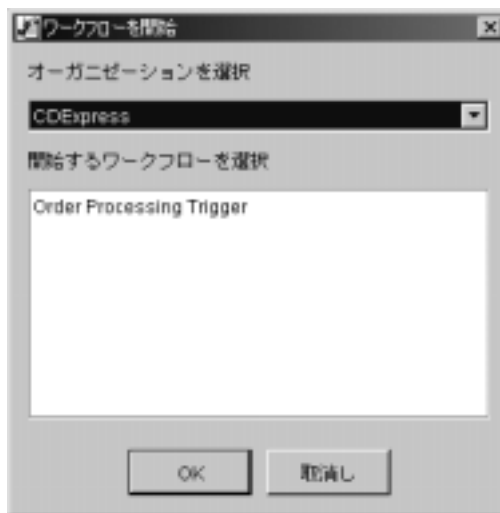 ワークフローを開始
オーガニゼーションを選択
CDExpress
開始するワークフローを選択
Order Processing Trigger
OK
取消し